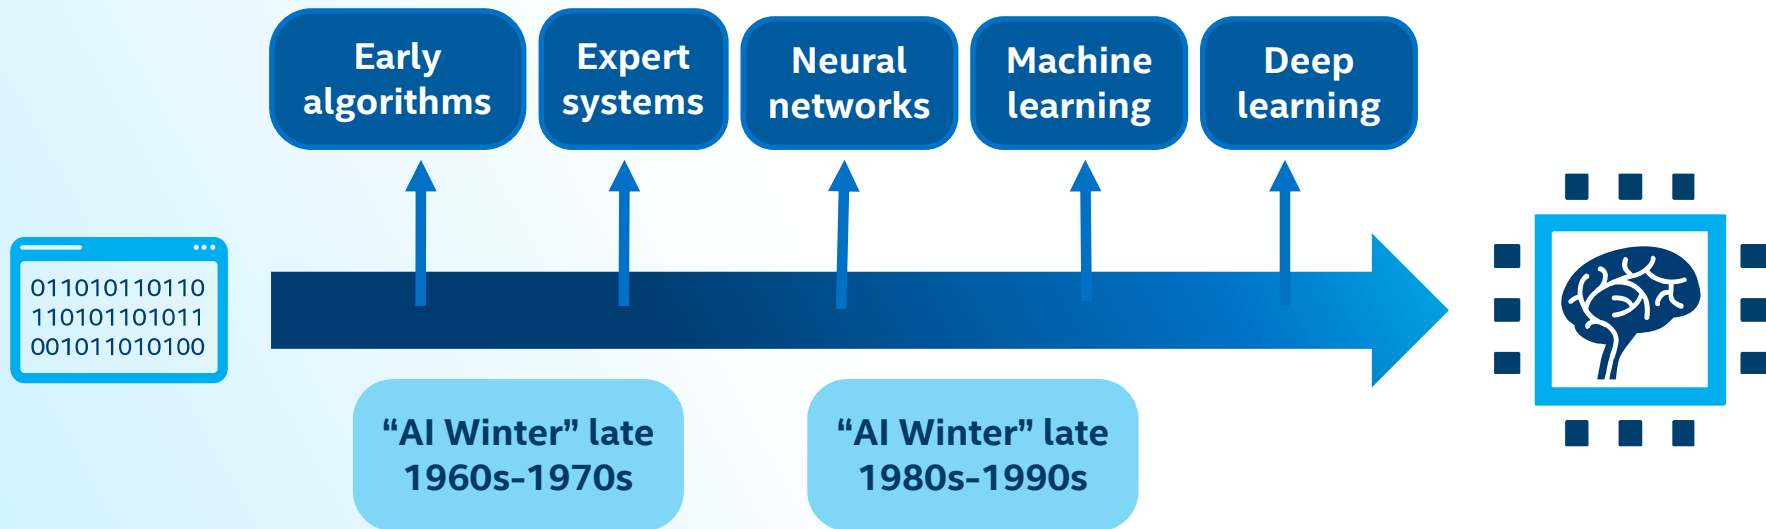 Early
algorithms
Expert
systems
Neural
networks
Machine
learning
Deep
learning
011010110110
110101101011
001011010100
“AI Winter” late
1960s-1970s
“AI Winter” late
1980s-1990s